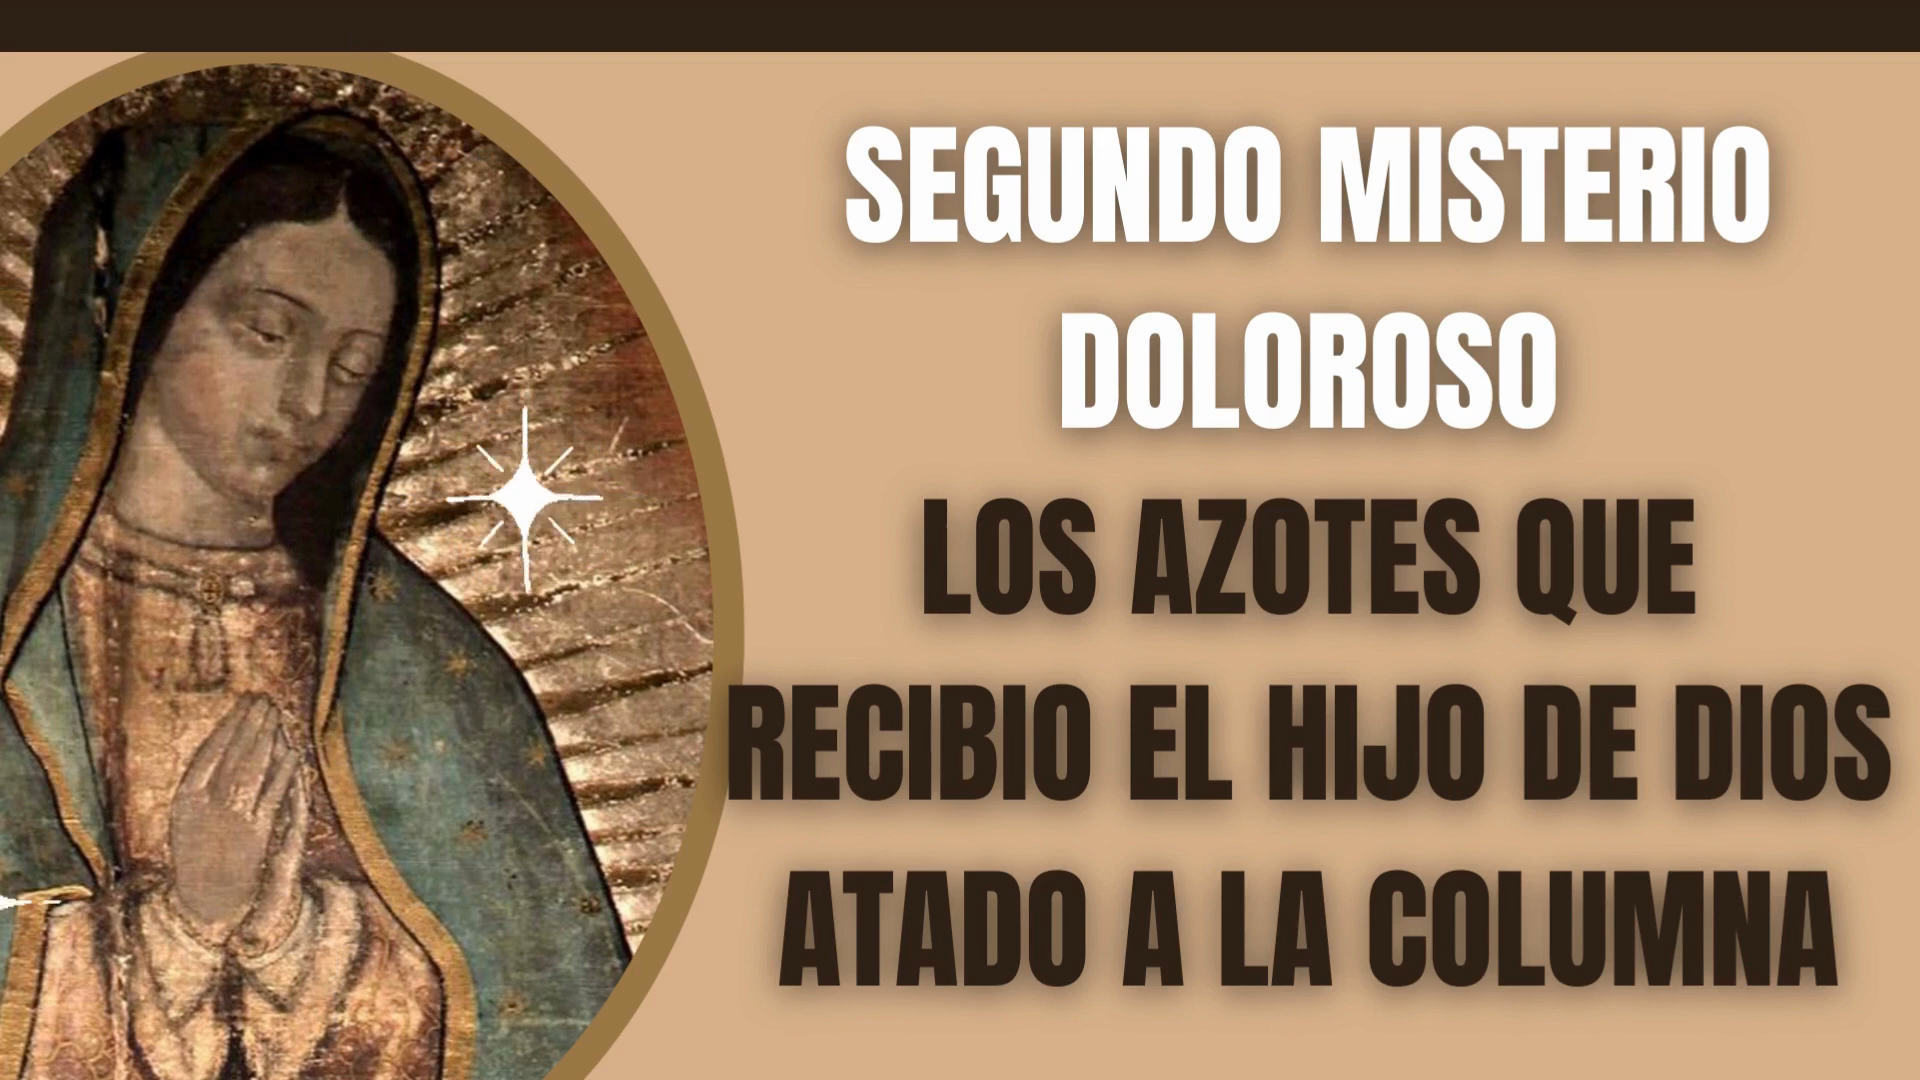 SEGUNDO MISTERIO
DOLOROSO
LOS AZOTES QUE
RECIBIO EL HIJO DE DIOS
ATADO A LA COLUMNA